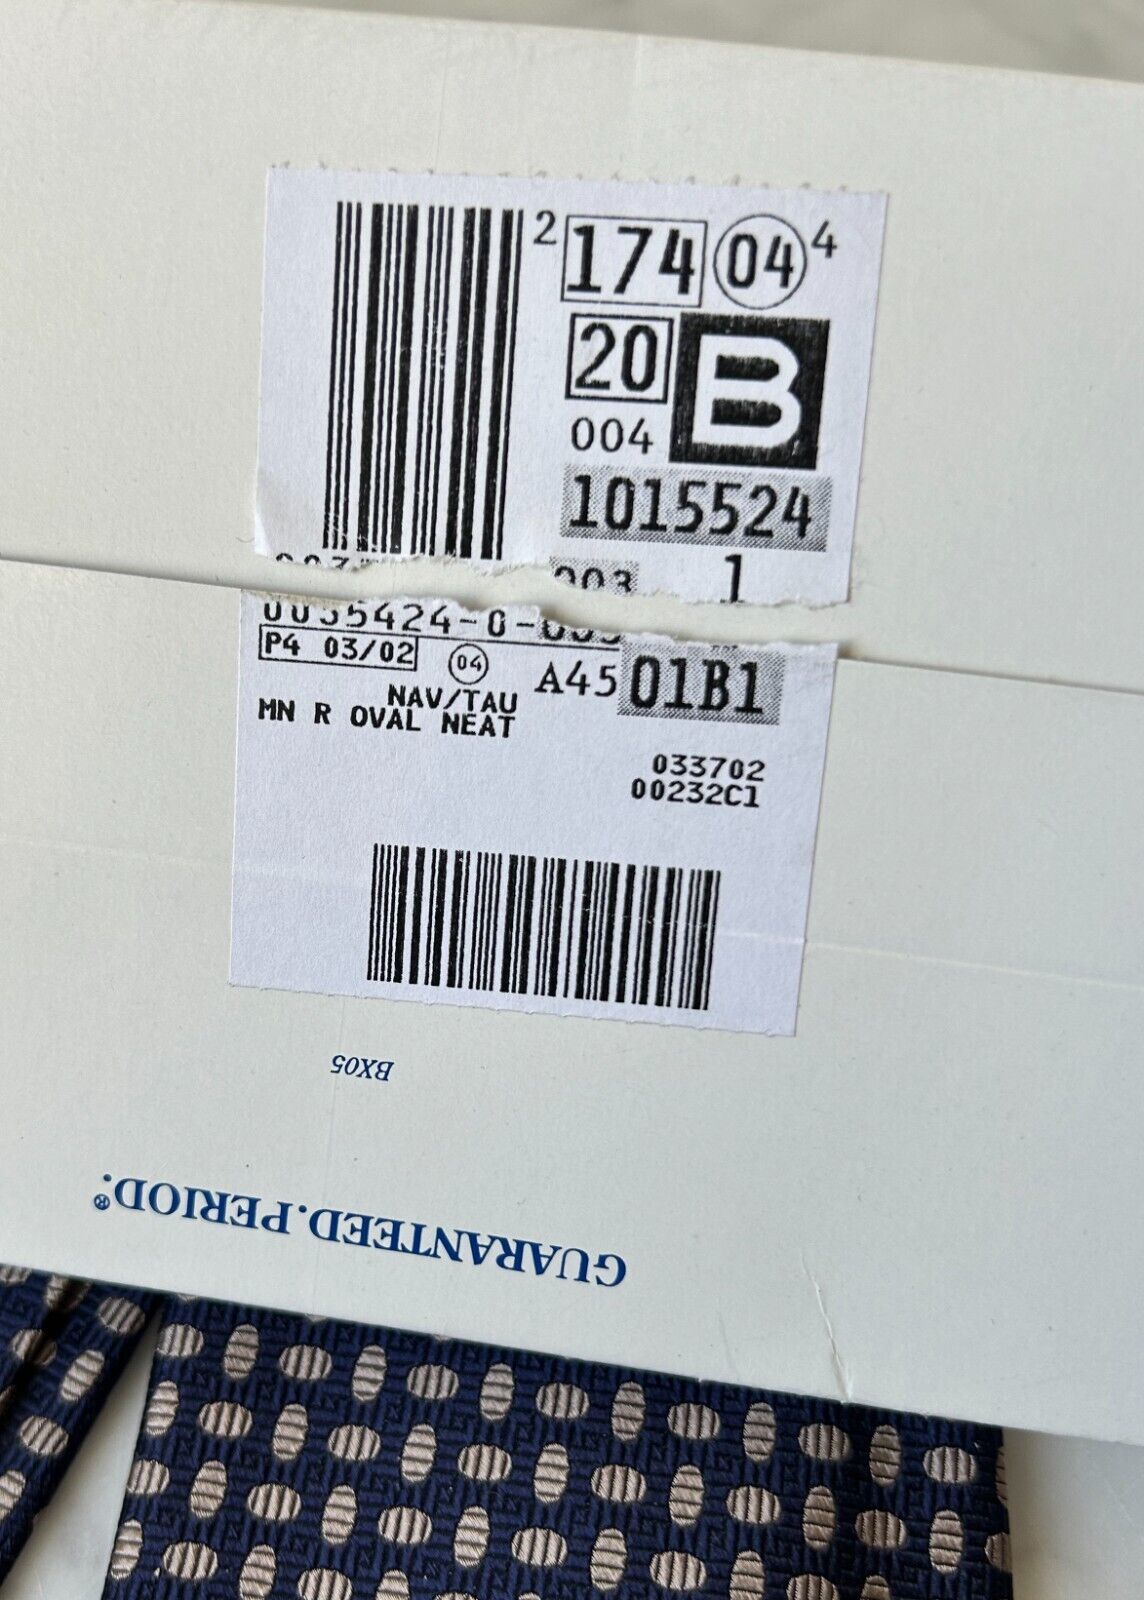 2 174 04 4
20 B
004
1015524
003 1
P4 03/02 04 A45 01B1
NAV/TAU
MN R OVAL NEAT
033702
00232C1
BX05
GUARANTEED. PERIOD.®